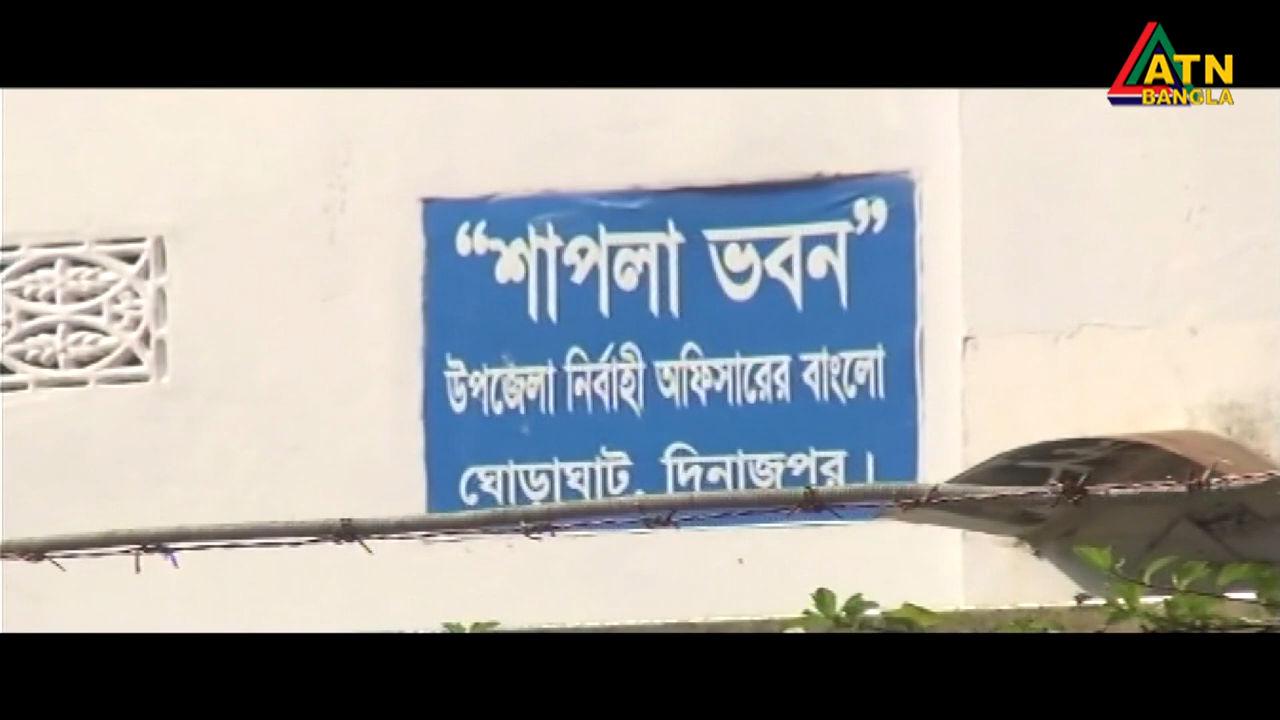 ATN
BANGLA
“শাপলা ভবন”
উপজেলা নির্বাহী অফিসারের বাংলো
ঘোড়াঘাট, দিনাজপুর।